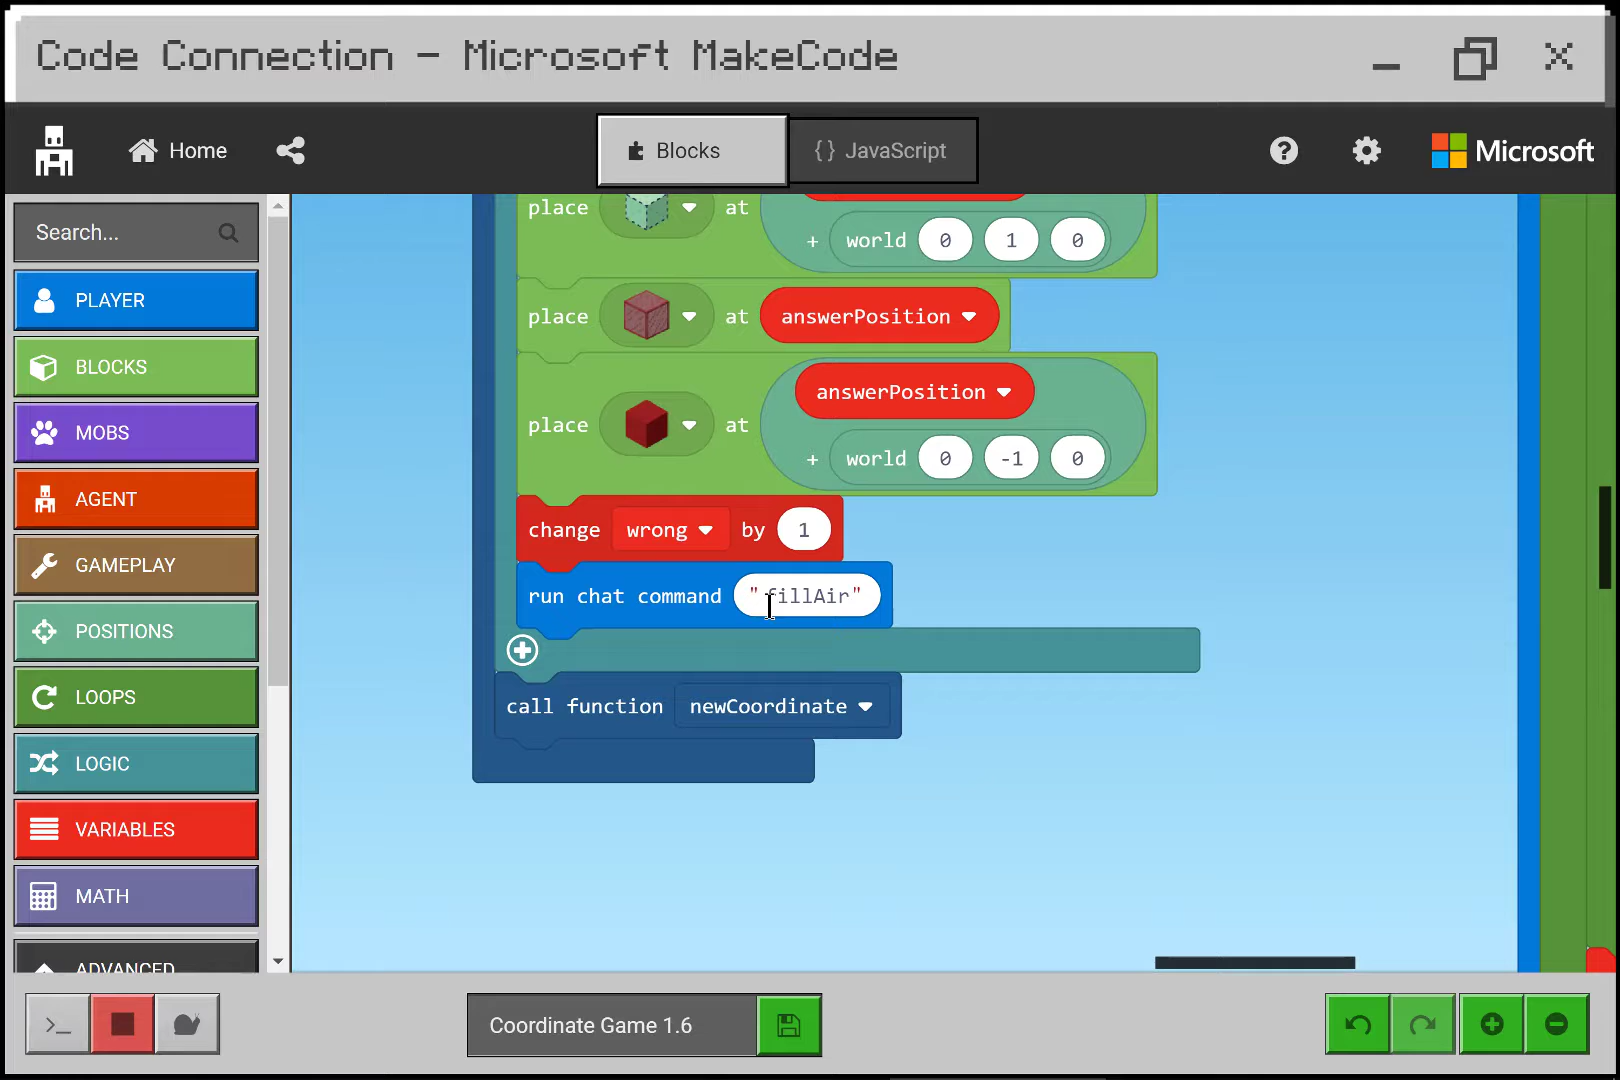 Code Connection - Microsoft MakeCode
Home
Blocks
{} JavaScript
Microsoft
Search...
PLAYER
BLOCKS
MOBS
AGENT
GAMEPLAY
POSITIONS
LOOPS
LOGIC
VARIABLES
MATH
ADVANCED
place at
+ world 0 1 0
place at answerPosition
answerPosition
place at
+ world 0 -1 0
change wrong by 1
run chat command "fillAir"
call function newCoordinate
Coordinate Game 1.6